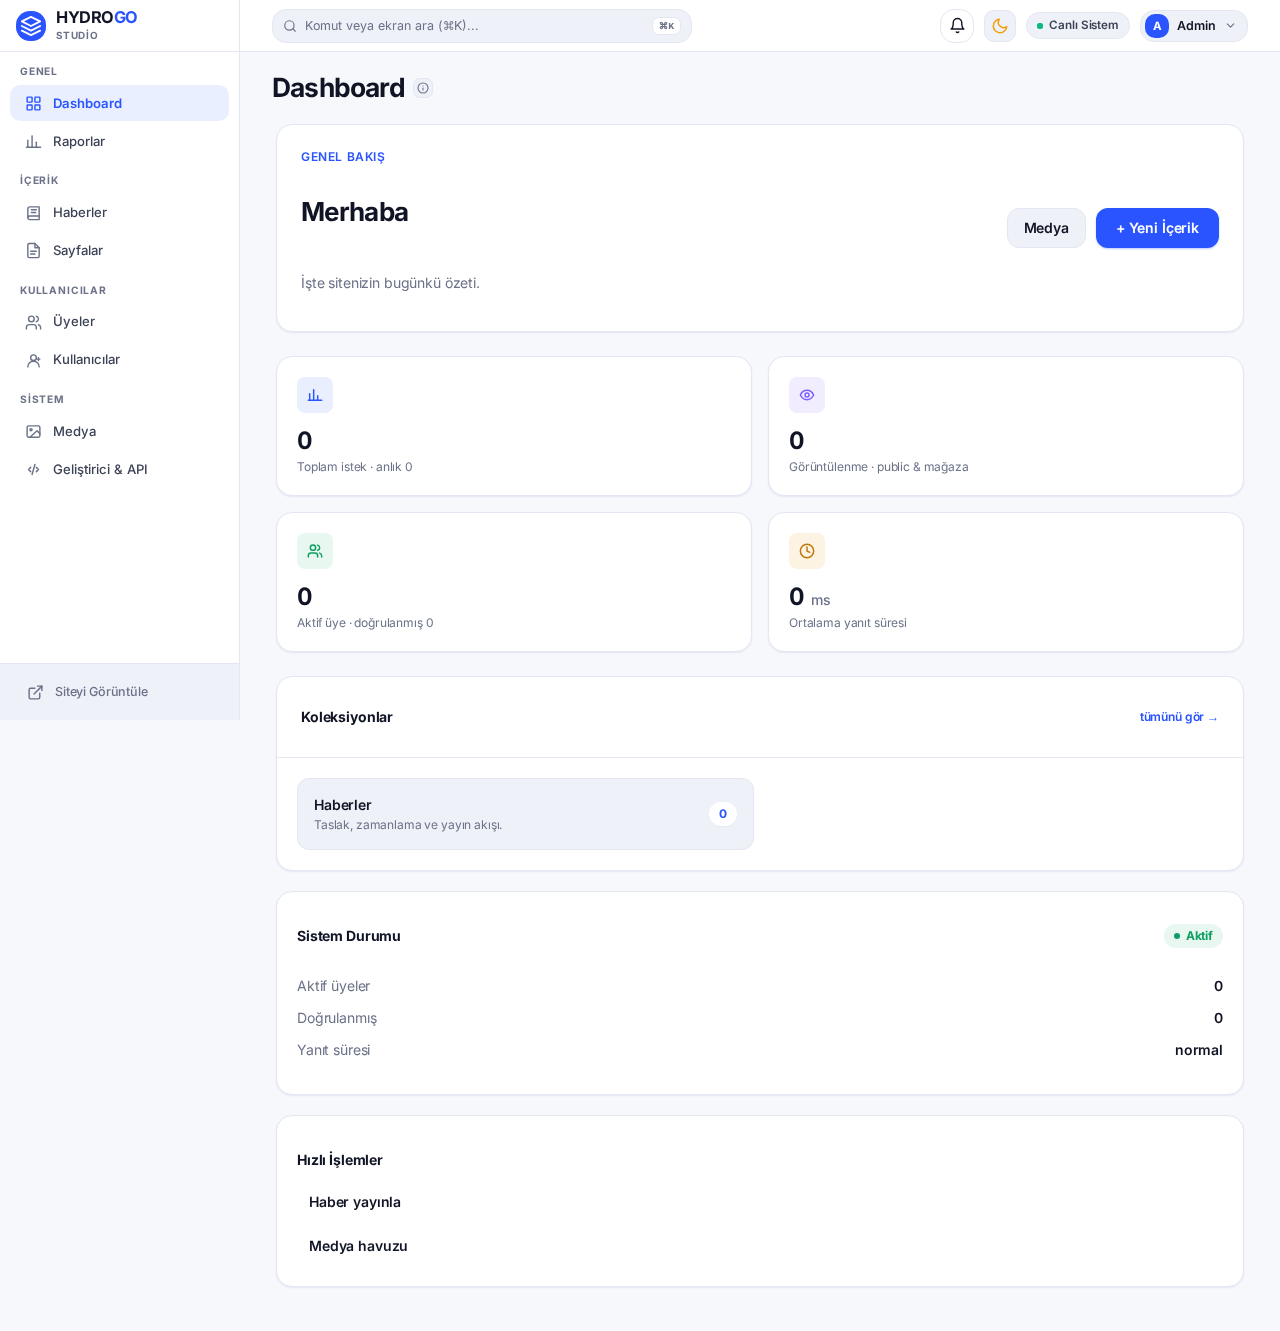 HYDROGO
STUDİO
Komut veya ekran ara (⌘K)...
⌘K
Canlı Sistem
A
Admin
GENEL
Dashboard
Raporlar
İÇERİK
Haberler
Sayfalar
KULLANICILAR
Üyeler
Kullanıcılar
SİSTEM
Medya
Geliştirici & API
Siteyi Görüntüle
Dashboard
GENEL BAKIŞ
Merhaba
Medya
+ Yeni İçerik
İşte sitenizin bugünkü özeti.
0
Toplam istek · anlık 0
0
Görüntülenme · public & mağaza
0
Aktif üye · doğrulanmış 0
0 ms
Ortalama yanıt süresi
Koleksiyonlar
tümünü gör →
Haberler
Taslak, zamanlama ve yayın akışı.
0
Sistem Durumu
Aktif
Aktif üyeler
0
Doğrulanmış
0
Yanıt süresi
normal
Hızlı İşlemler
Haber yayınla
Medya havuzu